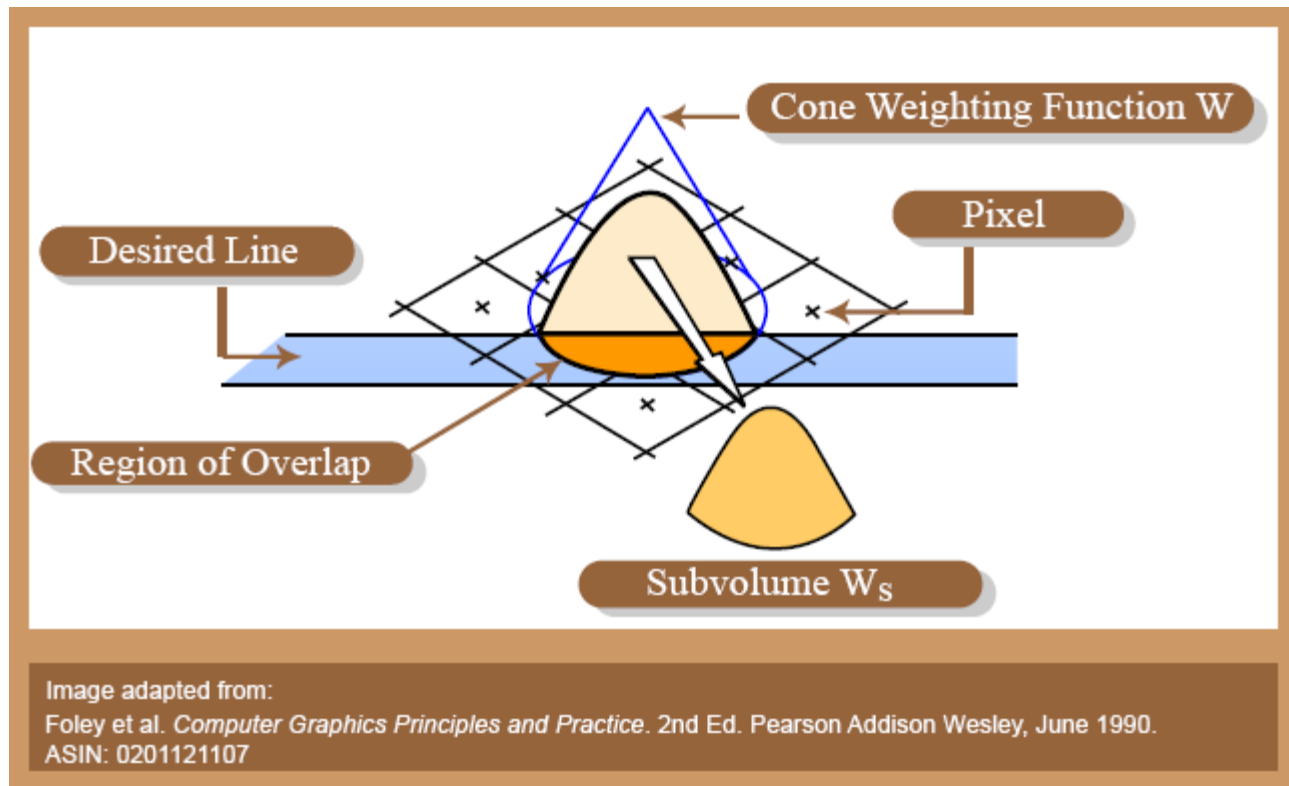 Cone Weighting Function W
Pixel
Desired Line
Region of Overlap
Subvolume Ws
Image adapted from:
Foley et al. Computer Graphics Principles and Practice. 2nd Ed. Pearson Addison Wesley, June 1990.
ASIN: 0201121107